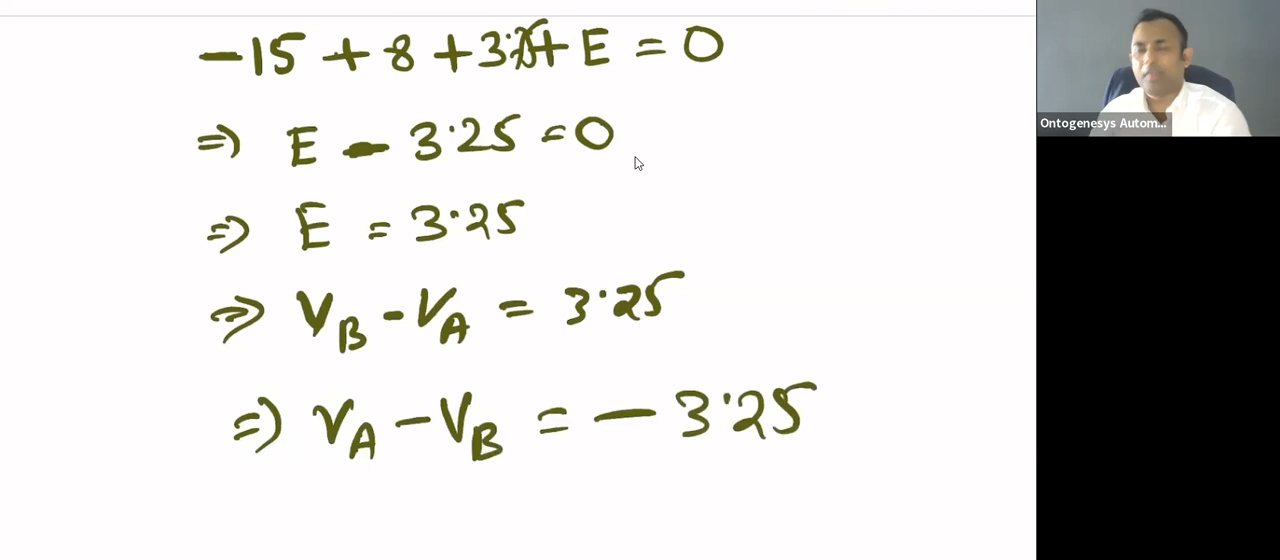 -15 + 8 + 3.75 + E = 0
⇒ E - 3.25 = 0
⇒ E = 3.25
⇒ V_B - V_A = 3.25
⇒ V_A - V_B = - 3.25
Ontogenesys Autom...